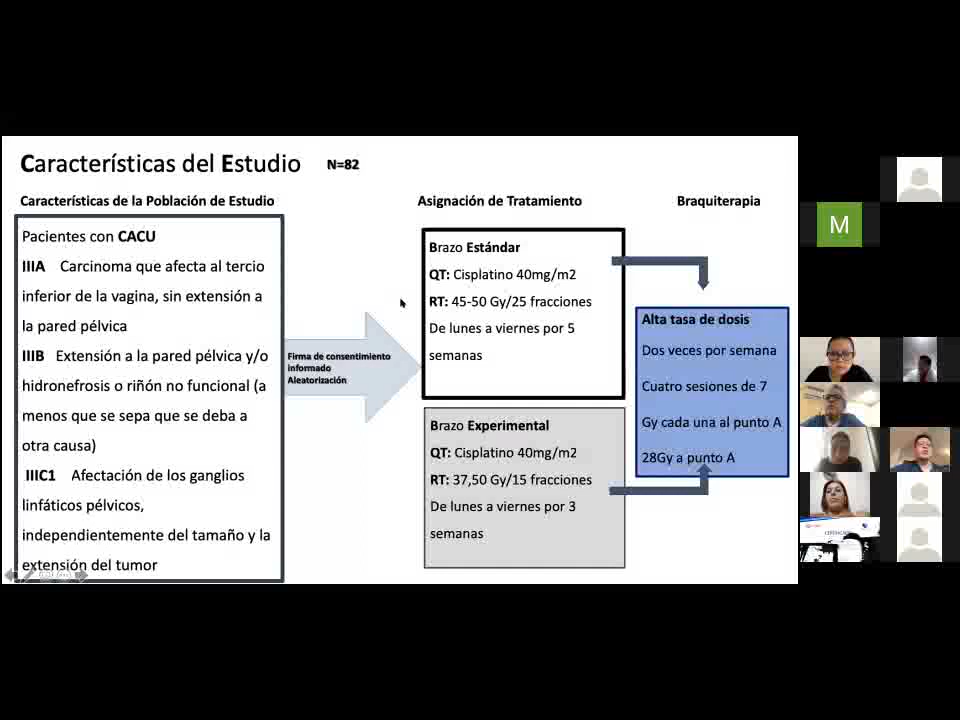 Características del Estudio N=82
Características de la Población de Estudio
Pacientes con CACU
IIIA Carcinoma que afecta al tercio
inferior de la vagina, sin extensión a
la pared pélvica
IIIB Extensión a la pared pélvica y/o
hidronefrosis o riñón no funcional (a
menos que se sepa que se deba a
otra causa)
IIIC1 Afectación de los ganglios
linfáticos pélvicos,
independientemente del tamaño y la
extensión del tumor
Firma de consentimiento
informado
Aleatorización
Asignación de Tratamiento
Brazo Estándar
QT: Cisplatino 40mg/m2
RT: 45-50 Gy/25 fracciones
De lunes a viernes por 5
semanas
Brazo Experimental
QT: Cisplatino 40mg/m2
RT: 37,50 Gy/15 fracciones
De lunes a viernes por 3
semanas
Braquiterapia
Alta tasa de dosis
Dos veces por semana
Cuatro sesiones de 7
Gy cada una al punto A
28Gy a punto A
M